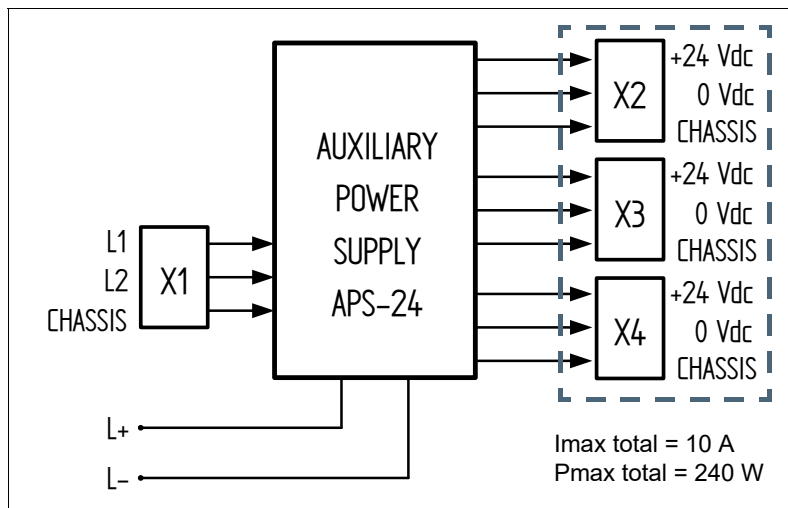 AUXILIARY
POWER
SUPPLY
APS-24
X1
L1
L2
CHASSIS
L+
L-
X2
+24 Vdc
0 Vdc
CHASSIS
X3
+24 Vdc
0 Vdc
CHASSIS
X4
+24 Vdc
0 Vdc
CHASSIS
Imax total = 10 A
Pmax total = 240 W